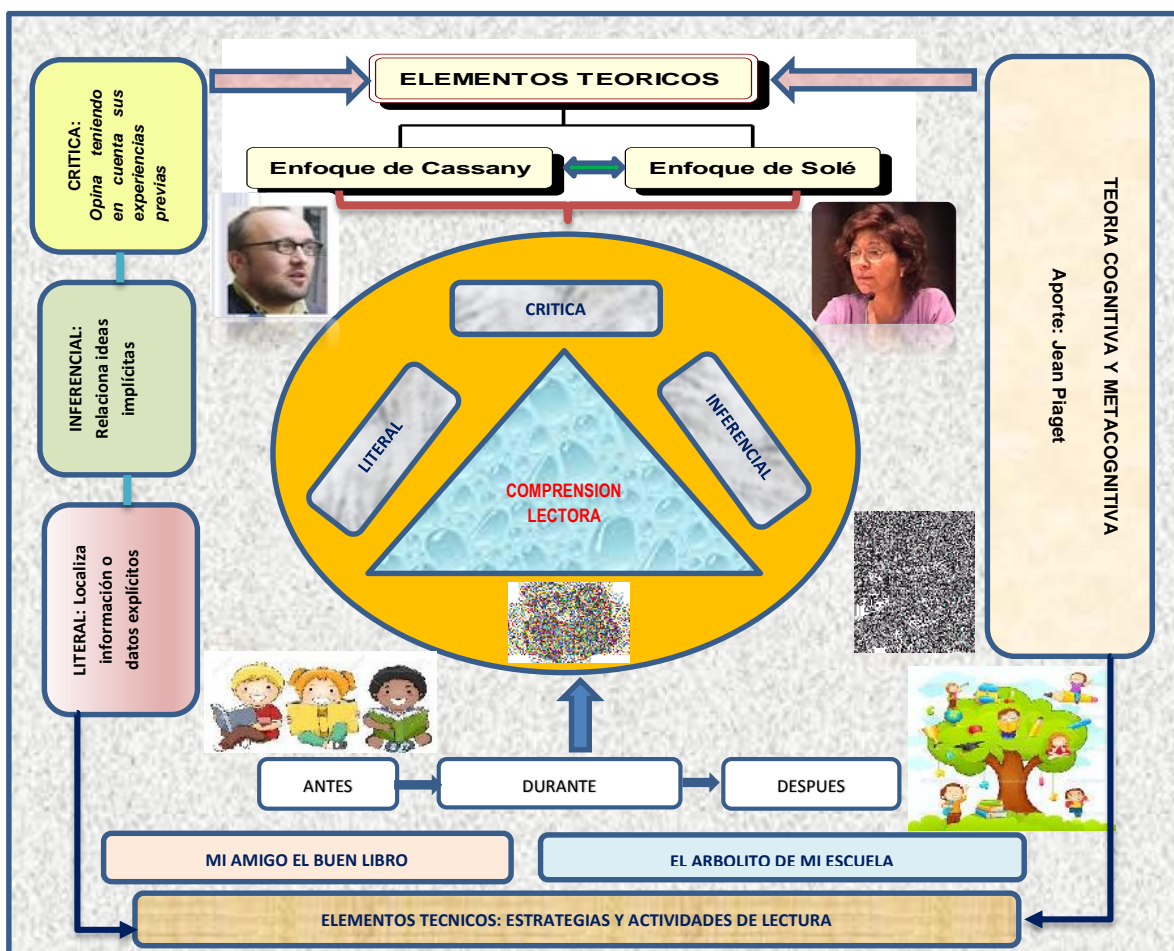 ELEMENTOS TEORICOS
Enfoque de Cassany
Enfoque de Solé
CRITICA:
Opina teniendo
en cuenta sus
experiencias
previas
INFERENCIAL:
Relaciona ideas
implícitas
LITERAL: Localiza
información o
datos explícitos
CRITICA
LITERAL
INFERENCIAL
COMPRENSION
LECTORA
TEORIA COGNITIVA Y METACOGNITIVA
Aporte: Jean Piaget
ANTES
DURANTE
DESPUES
MI AMIGO EL BUEN LIBRO
EL ARBOLITO DE MI ESCUELA
ELEMENTOS TECNICOS: ESTRATEGIAS Y ACTIVIDADES DE LECTURA